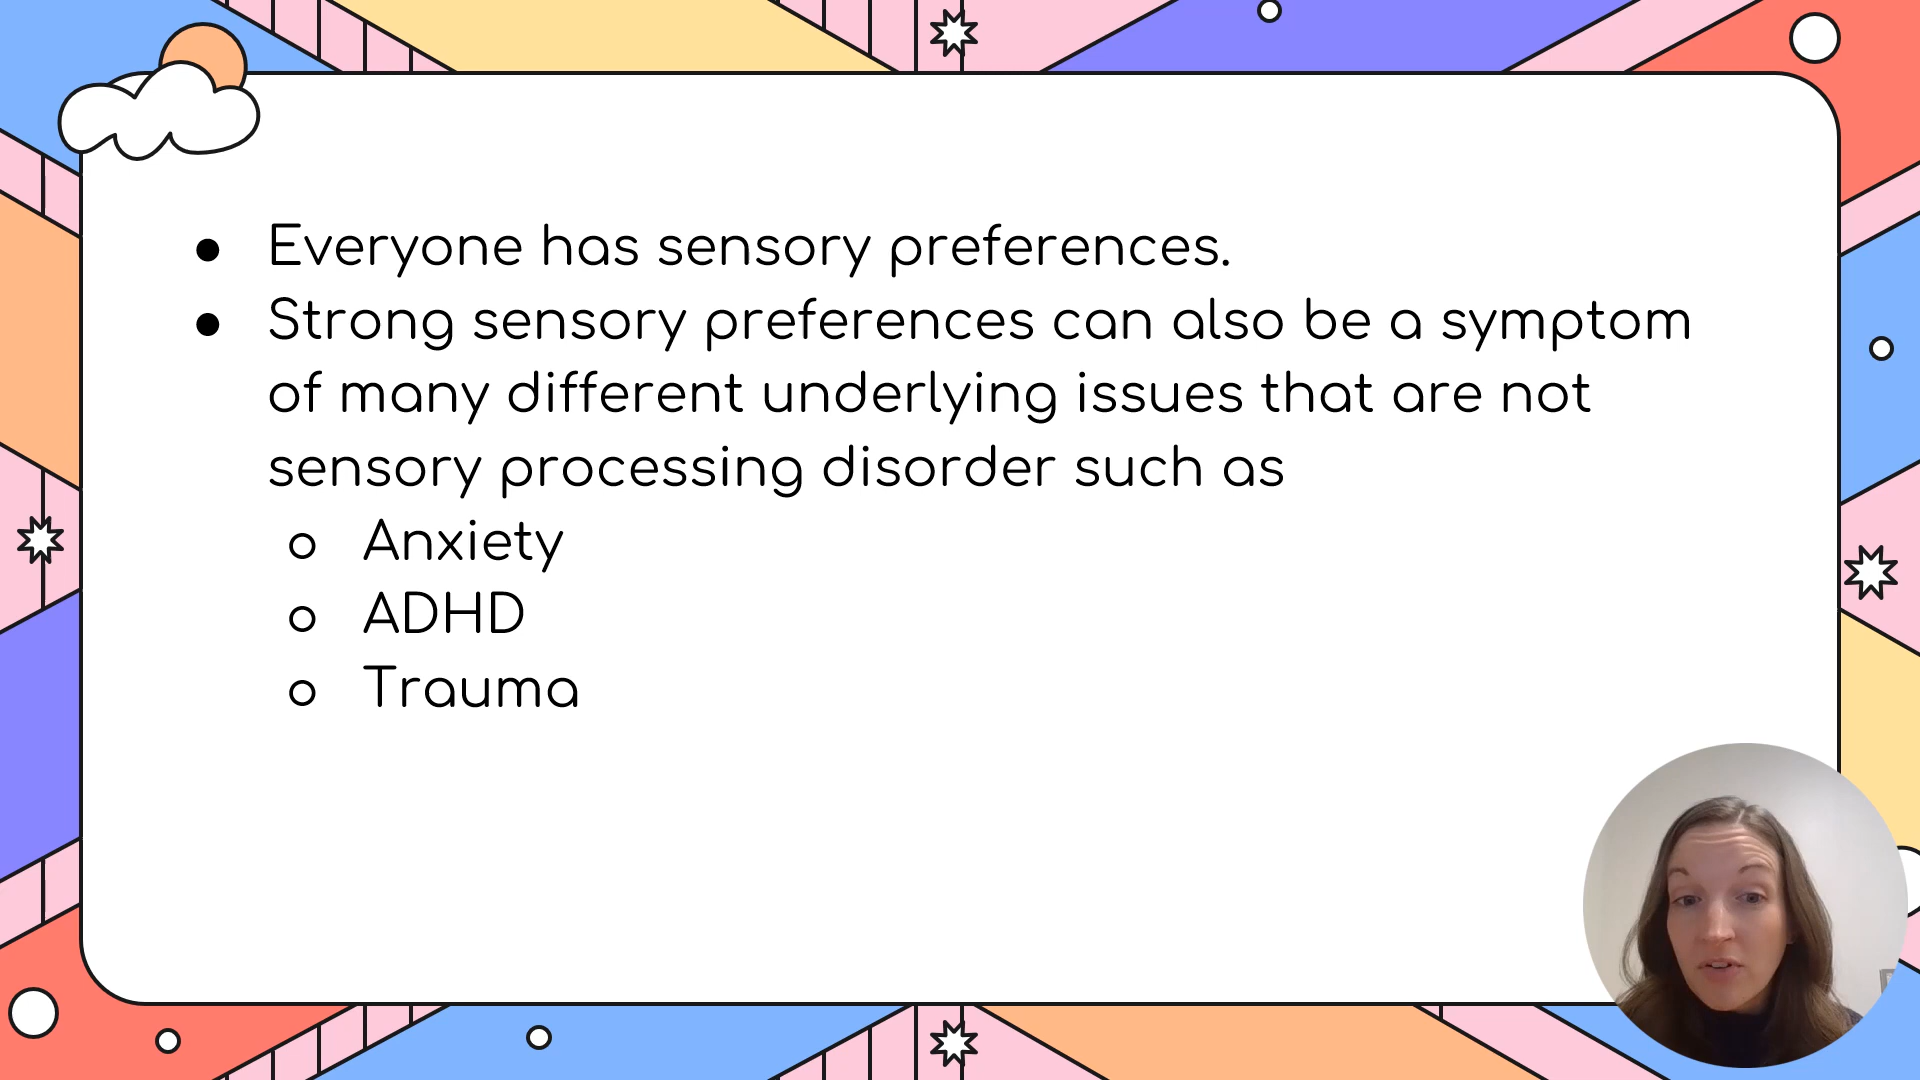 ● Everyone has sensory preferences.
● Strong sensory preferences can also be a symptom
of many different underlying issues that are not
sensory processing disorder such as
○ Anxiety
○ ADHD
○ Trauma